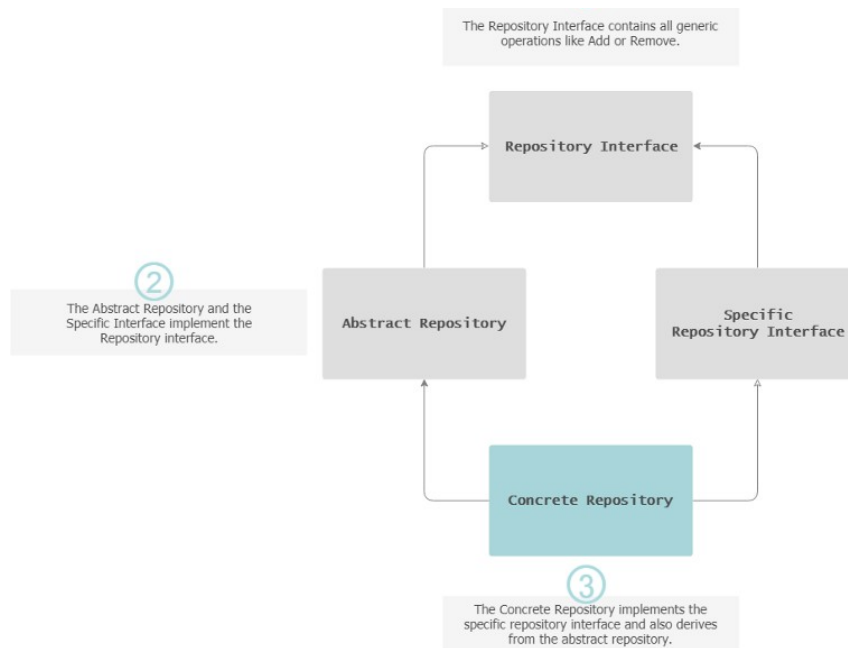 The Repository Interface contains all generic
operations like Add or Remove.
Repository Interface
2
The Abstract Repository and the
Specific Interface implement the
Repository interface.
Abstract Repository
Specific
Repository Interface
Concrete Repository
3
The Concrete Repository implements the
specific repository interface and also derives
from the abstract repository.